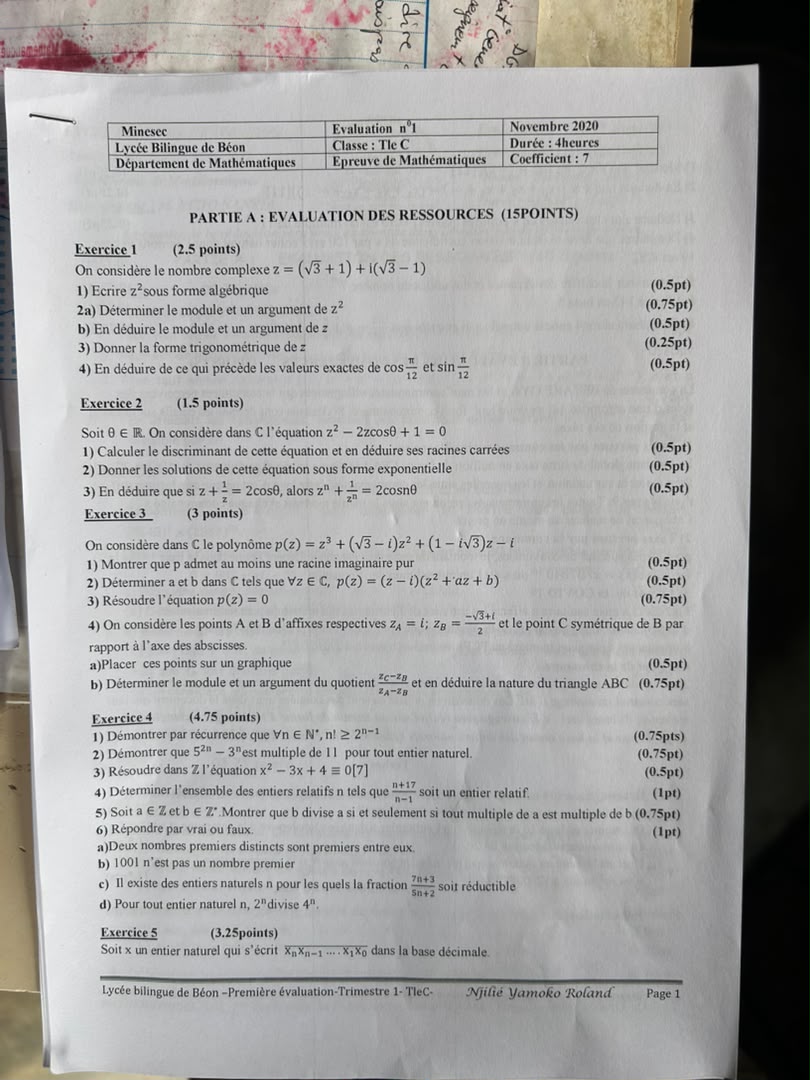 Minesec Evaluation n°1 Novembre 2020
Lycée Bilingue de Béon Classe : Tle C Durée : 4heures
Département de Mathématiques Epreuve de Mathématiques Coefficient : 7
PARTIE A : EVALUATION DES RESSOURCES (15POINTS)
Exercice 1 (2.5 points)
On considère le nombre complexe z = (√3 + 1) + i(√3 − 1)
1) Ecrire z² sous forme algébrique (0.5pt)
2a) Déterminer le module et un argument de z² (0.75pt)
b) En déduire le module et un argument de z (0.5pt)
3) Donner la forme trigonométrique de z (0.25pt)
4) En déduire de ce qui précède les valeurs exactes de cos π/12 et sin π/12 (0.5pt)
Exercice 2 (1.5 points)
Soit θ ∈ ℝ. On considère dans ℂ l'équation z² − 2zcosθ + 1 = 0
1) Calculer le discriminant de cette équation et en déduire ses racines carrées (0.5pt)
2) Donner les solutions de cette équation sous forme exponentielle (0.5pt)
3) En déduire que si z + 1/z = 2cosθ, alors zⁿ + 1/zⁿ = 2cosnθ (0.5pt)
Exercice 3 (3 points)
On considère dans ℂ le polynôme p(z) = z³ + (√3 − i)z² + (1 − i√3)z − i
1) Montrer que p admet au moins une racine imaginaire pur (0.5pt)
2) Déterminer a et b dans ℂ tels que ∀z ∈ ℂ, p(z) = (z − i)(z² + az + b) (0.5pt)
3) Résoudre l'équation p(z) = 0 (0.75pt)
4) On considère les points A et B d'affixes respectives z_A = i; z_B = (−√3+i)/2 et le point C symétrique de B par
rapport à l'axe des abscisses.
a)Placer ces points sur un graphique (0.5pt)
b) Déterminer le module et un argument du quotient (z_C−z_B)/(z_A−z_B) et en déduire la nature du triangle ABC (0.75pt)
Exercice 4 (4.75 points)
1) Démontrer par récurrence que ∀n ∈ ℕ*, n! ≥ 2ⁿ⁻¹ (0.75pts)
2) Démontrer que 5²ⁿ − 3ⁿ est multiple de 11 pour tout entier naturel. (0.75pt)
3) Résoudre dans ℤ l'équation x² − 3x + 4 ≡ 0[7] (0.5pt)
4) Déterminer l'ensemble des entiers relatifs n tels que (n+17)/(n−1) soit un entier relatif. (1pt)
5) Soit a ∈ ℤ et b ∈ ℤ*.Montrer que b divise a si et seulement si tout multiple de a est multiple de b (0.75pt)
6) Répondre par vrai ou faux. (1pt)
a)Deux nombres premiers distincts sont premiers entre eux.
b) 1001 n'est pas un nombre premier
c) Il existe des entiers naturels n pour les quels la fraction (7n+3)/(5n+2) soit réductible
d) Pour tout entier naturel n, 2ⁿ divise 4ⁿ.
Exercice 5 (3.25points)
Soit x un entier naturel qui s'écrit xₙxₙ₋₁ .... x₁x₀ dans la base décimale.
Lycée bilingue de Béon –Première évaluation-Trimestre 1- TleC- Njilié Yamoko Roland Page 1